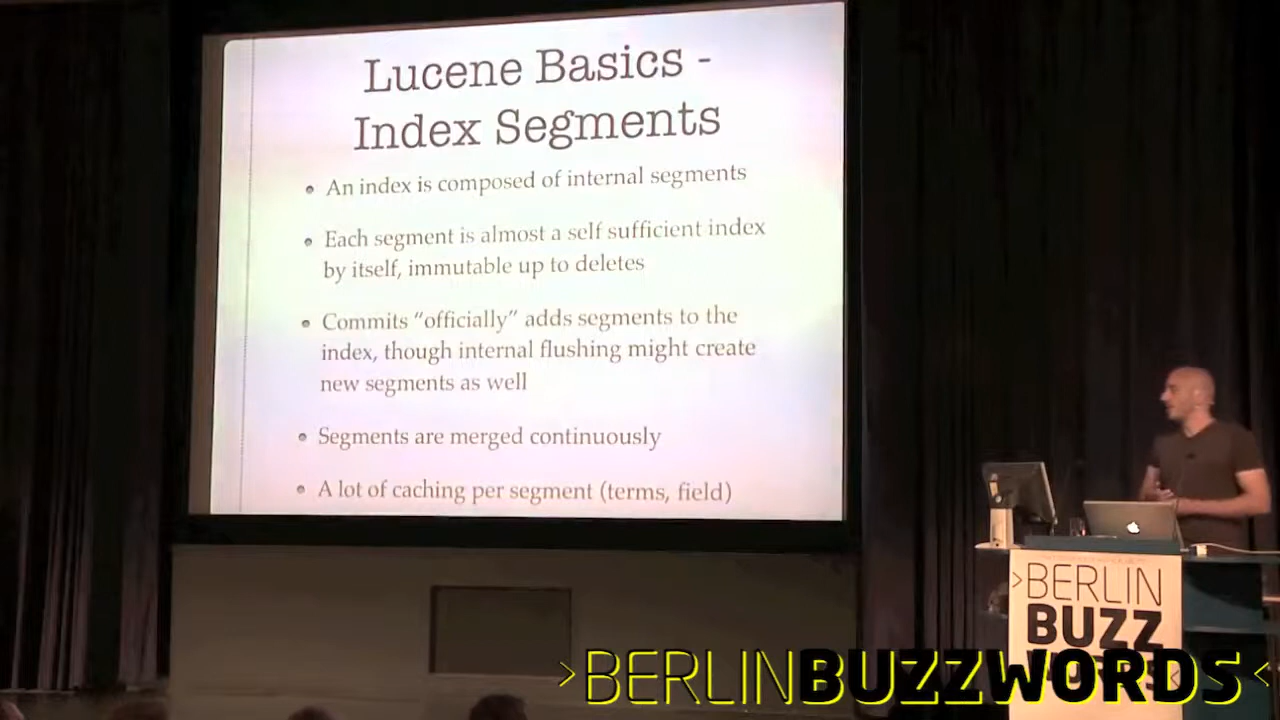 Lucene Basics -
Index Segments
• An index is composed of internal segments
• Each segment is almost a self sufficient index
by itself, immutable up to deletes
• Commits “officially” adds segments to the
index, though internal flushing might create
new segments as well
• Segments are merged continuously
• A lot of caching per segment (terms, field)
>BERLIN
BUZZ
>BERLINBUZZWORDS<